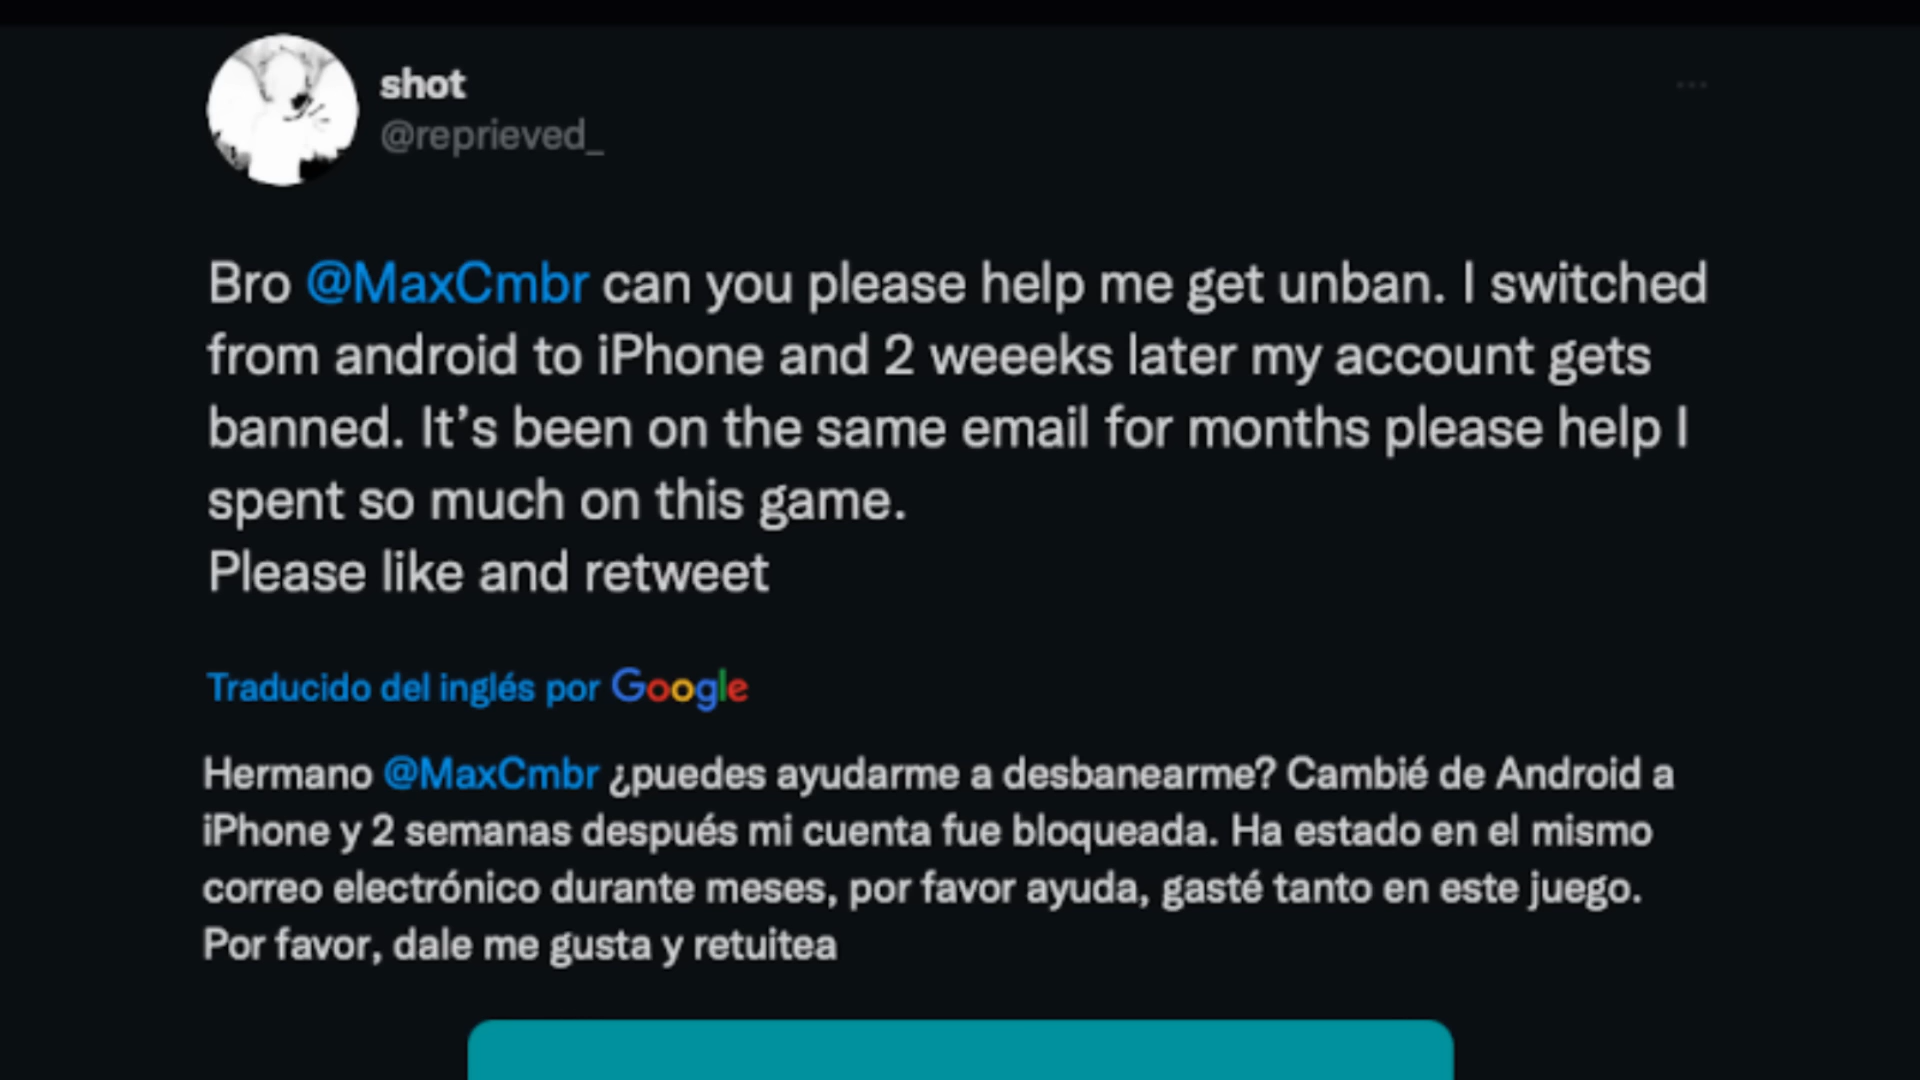 shot
@reprieved_
Bro @MaxCmbr can you please help me get unban. I switched
from android to iPhone and 2 weeeks later my account gets
banned. It’s been on the same email for months please help I
spent so much on this game.
Please like and retweet
Traducido del inglés por Google
Hermano @MaxCmbr ¿puedes ayudarme a desbanearme? Cambié de Android a
iPhone y 2 semanas después mi cuenta fue bloqueada. Ha estado en el mismo
correo electrónico durante meses, por favor ayuda, gasté tanto en este juego.
Por favor, dale me gusta y retuitea